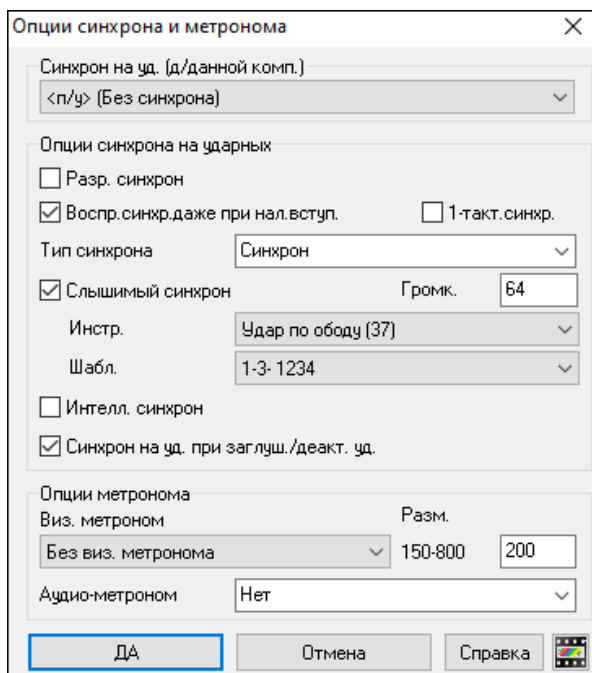 Опции синхрона и метронома
Синхрон на уд. (д/данной комп.)
<п/у> (Без синхрона)
Опции синхрона на ударных
Разр. синхрон
Воспр.синхр.даже при нал.вступ. 1-такт.синхр.
Тип синхрона Синхрон
Слышимый синхрон Громк. 64
Инстр. Удар по ободу (37)
Шабл. 1-3- 1234
Интелл. синхрон
Синхрон на уд. при заглуш./деакт. уд.
Опции метронома
Виз. метроном Разм.
Без виз. метронома 150-800 200
Аудио-метроном Нет
ДА Отмена Справка